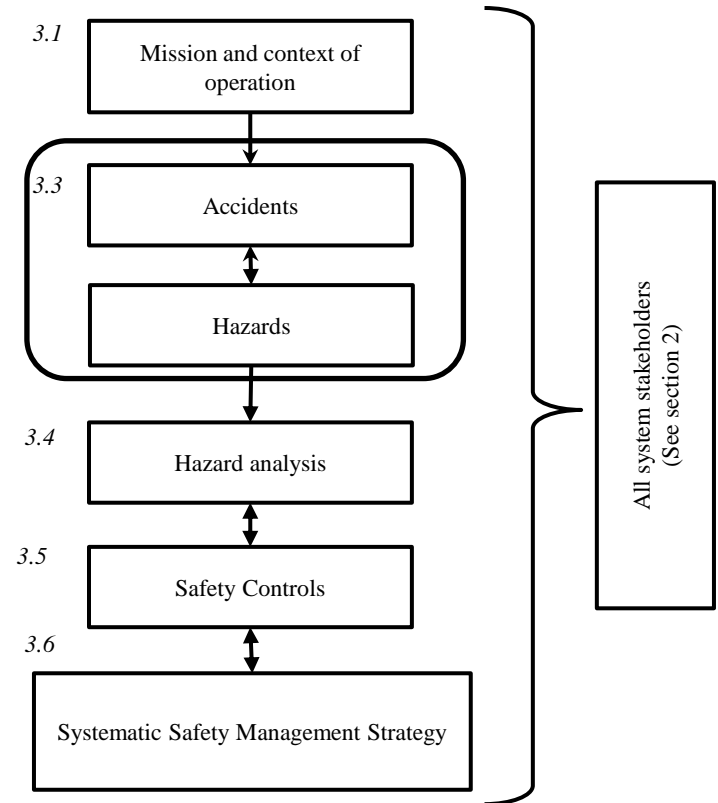 3.1
Mission and context of
operation
3.3
Accidents
Hazards
3.4
Hazard analysis
3.5
Safety Controls
3.6
Systematic Safety Management Strategy
All system stakeholders
(See section 2)